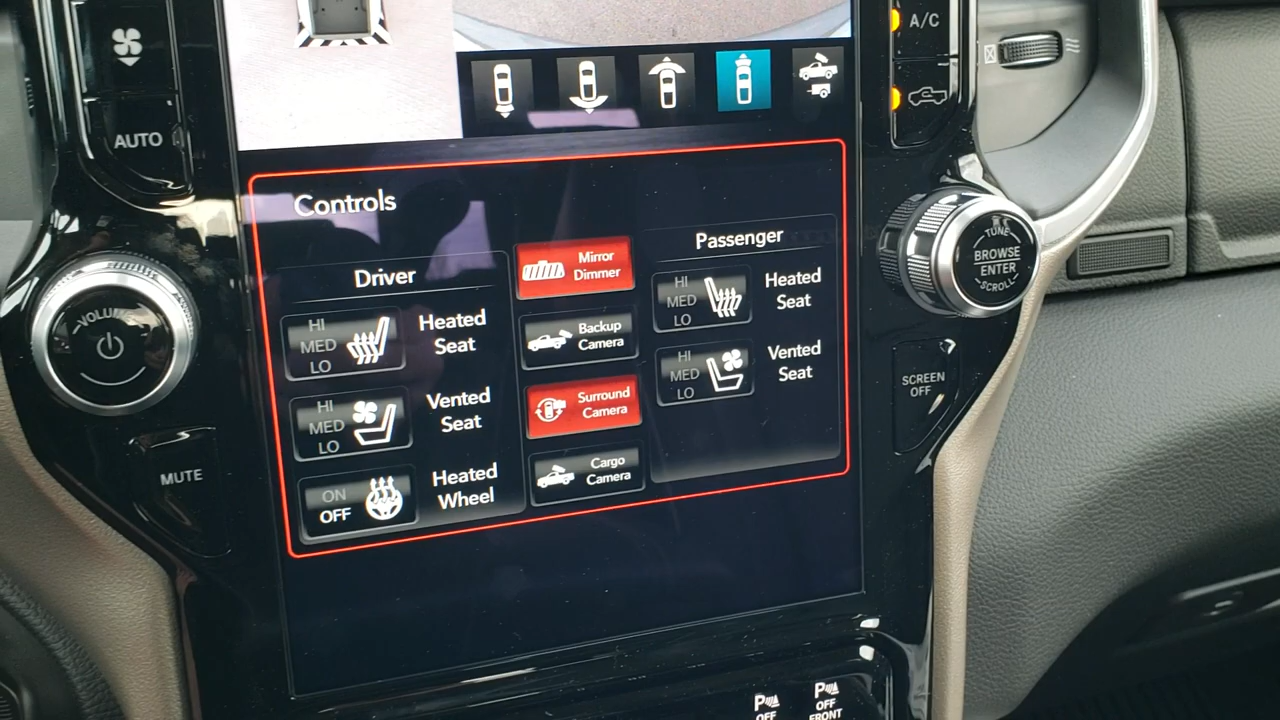 AUTO
A/C
Controls
Driver
HI
MED
LO
Heated
Seat
HI
MED
LO
Vented
Seat
ON
OFF
Heated
Wheel
Mirror
Dimmer
Backup
Camera
Surround
Camera
Cargo
Camera
Passenger
HI
MED
LO
Heated
Seat
HI
MED
LO
Vented
Seat
VOLUME
MUTE
TUNE
BROWSE
ENTER
SCROLL
SCREEN
OFF
OFF
OFF
FRONT